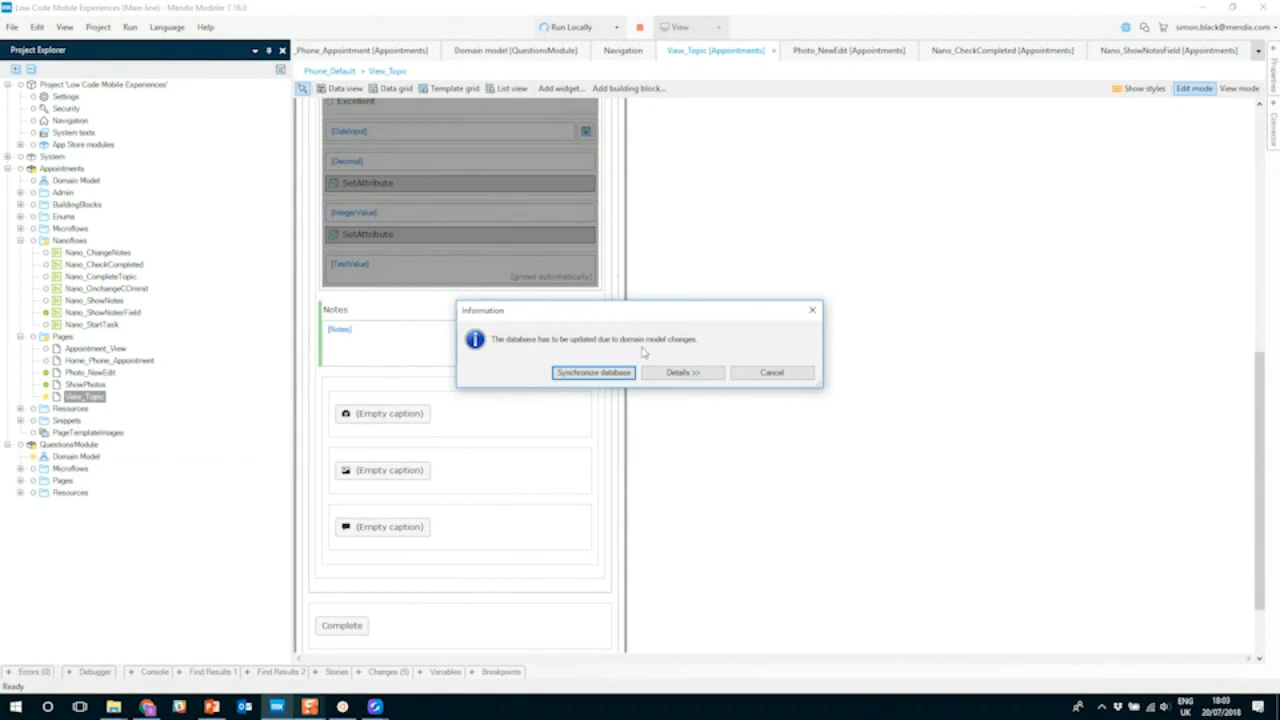 Low Code Mobile Experiences (Main line) - Mendix Modeler 7.16.0
File Edit View Project Run Language Help
Run Locally
View
simon.black@mendix.com
Project Explorer
_Phone_Appointment [Appointments]
Domain model [QuestionsModule]
Navigation
View_Topic [Appointments]
Photo_NewEdit [Appointments]
Nano_CheckCompleted [Appointments]
Nano_ShowNotesField [Appointments]
Properties
Connector
Phone_Default > View_Topic
Data view
Data grid
Template grid
List view
Add widget...
Add building block...
Show styles
Edit mode
View mode
Project 'Low Code Mobile Experiences'
Settings
Security
Navigation
System texts
App Store modules
System
Appointments
Domain Model
Admin
BuildingBlocks
Enums
Microflows
Nanoflows
Nano_ChangeNotes
Nano_CheckCompleted
Nano_CompleteTopic
Nano_OnchangeCOmmit
Nano_ShowNotes
Nano_ShowNotesField
Nano_StartTask
Pages
Appointment_View
Home_Phone_Appointment
Photo_NewEdit
ShowPhotos
View_Topic
Resources
Snippets
PageTemplateImages
QuestionsModule
Domain Model
Microflows
Pages
Resources
Excellent
[DateInput]
[Decimal]
SetAttribute
[IntegerValue]
SetAttribute
[TextValue]
(grows automatically)
Notes
[Notes]
(Empty caption)
(Empty caption)
(Empty caption)
Complete
Information
The database has to be updated due to domain model changes.
Synchronize database
Details >>
Cancel
Errors (0)
Debugger
Console
Find Results 1
Find Results 2
Stories
Changes (5)
Variables
Breakpoints
Ready
ENG
UK
18:03
20/07/2018